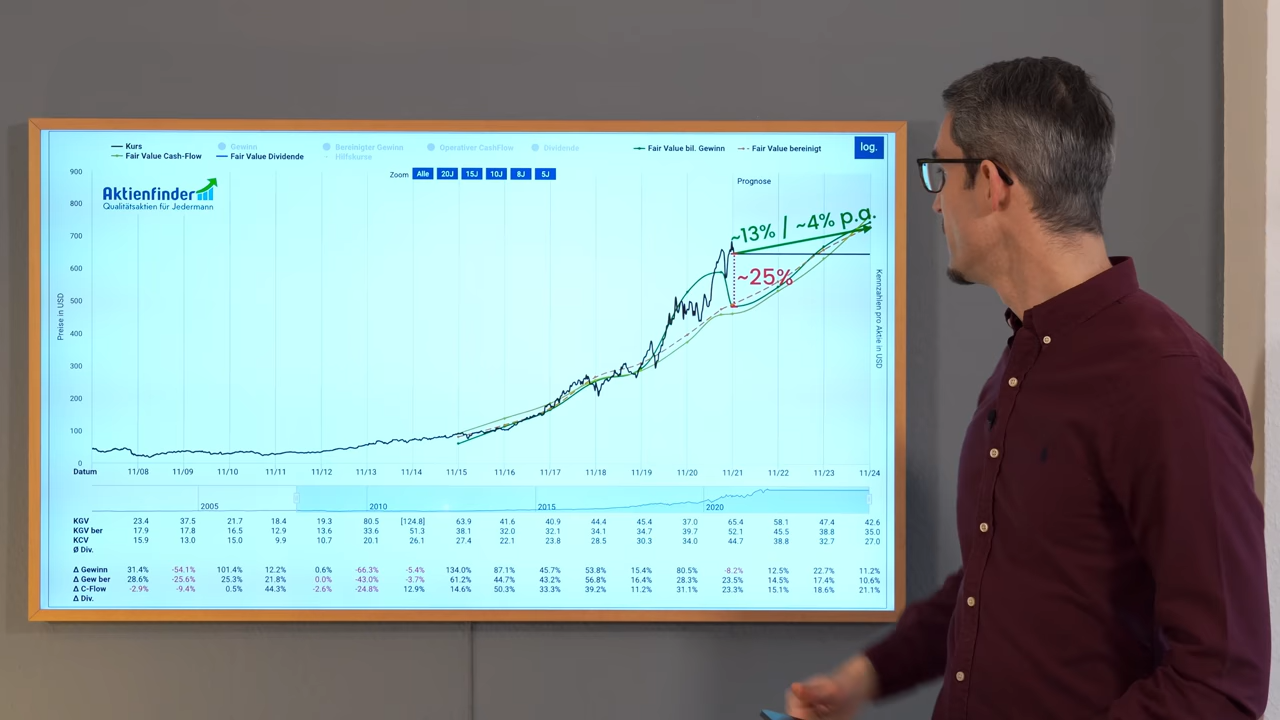 Kurs
Gewinn
Bereinigter Gewinn
Operativer CashFlow
Dividende
Fair Value bil. Gewinn
Fair Value bereinigt
Fair Value Cash-Flow
Fair Value Dividende
Hilfskurse
log.
Zoom Alle 20J 15J 10J 8J 5J
Prognose
Aktienfinder
Qualitätsaktien für Jedermann
900
800
700
600
500
400
300
200
100
0
Preise in USD
Kennzahlen pro Aktie in USD
~13% / ~4% p.a.
~25%
Datum 11/08 11/09 11/10 11/11 11/12 11/13 11/14 11/15 11/16 11/17 11/18 11/19 11/20 11/21 11/22 11/23 11/24
2005 2010 2015 2020
KGV 23.4 37.5 21.7 18.4 19.3 80.5 [124.8] 63.9 41.6 40.9 44.4 45.4 37.0 65.4 58.1 47.4 42.6
KGV ber 17.9 17.8 16.5 12.9 13.6 33.6 51.3 38.1 32.0 32.1 34.1 34.7 39.7 52.1 45.5 38.8 35.0
KCV 15.9 13.0 15.0 9.9 10.7 20.1 26.1 27.4 22.1 23.8 28.5 30.3 34.0 44.7 38.8 32.7 27.0
Ø Div.
Δ Gewinn 31.4% -54.1% 101.4% 12.2% 0.6% -66.3% -5.4% 134.0% 87.1% 45.7% 53.8% 15.4% 80.5% -8.2% 12.5% 22.7% 11.2%
Δ Gew ber 28.6% -25.6% 25.3% 21.8% 0.0% -43.0% -3.7% 61.2% 44.7% 43.2% 56.8% 16.4% 28.3% 23.5% 14.5% 17.4% 10.6%
Δ C-Flow -2.9% -9.4% 0.5% 44.3% -2.6% -24.8% 12.9% 14.6% 50.3% 33.3% 39.2% 11.2% 31.1% 23.3% 15.1% 18.6% 21.1%
Δ Div.